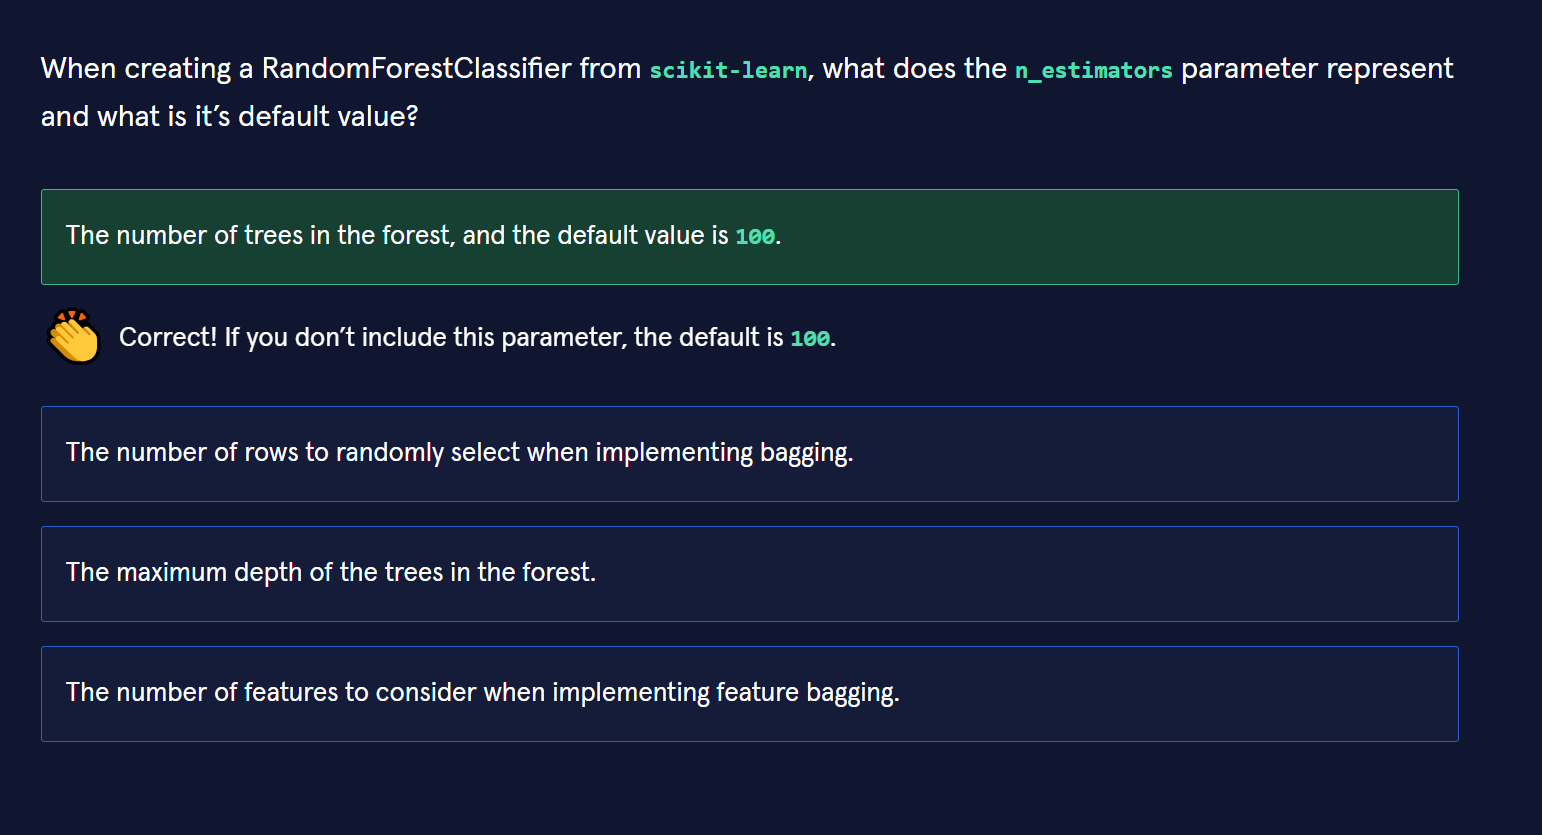 When creating a RandomForestClassifier from scikit-learn, what does the n_estimators parameter represent
and what is it’s default value?
The number of trees in the forest, and the default value is 100.
Correct! If you don’t include this parameter, the default is 100.
The number of rows to randomly select when implementing bagging.
The maximum depth of the trees in the forest.
The number of features to consider when implementing feature bagging.